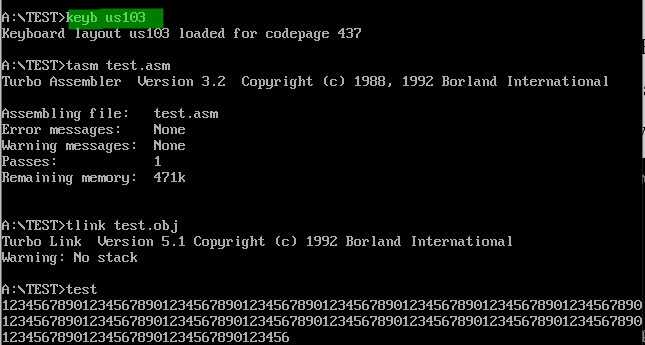 A:\TEST>keyb us103
Keyboard layout us103 loaded for codepage 437
A:\TEST>tasm test.asm
Turbo Assembler  Version 3.2  Copyright (c) 1988, 1992 Borland International
Assembling file:   test.asm
Error messages:    None
Warning messages:  None
Passes:            1
Remaining memory:  471k
A:\TEST>tlink test.obj
Turbo Link  Version 5.1 Copyright (c) 1992 Borland International
Warning: No stack
A:\TEST>test
12345678901234567890123456789012345678901234567890123456789012345678901234567890
12345678901234567890123456789012345678901234567890123456789012345678901234567890
123456789012345678901234567890123456